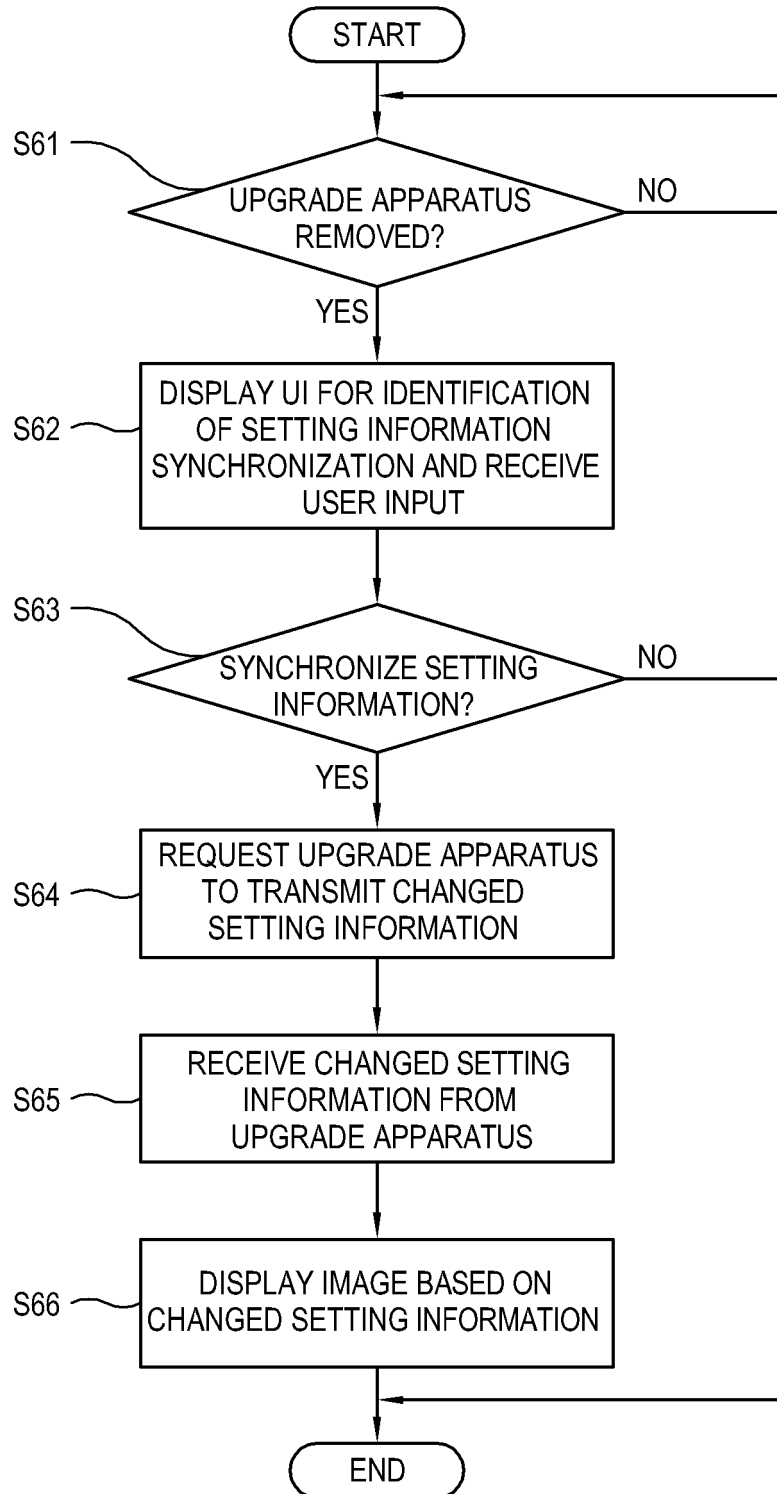 START
S61
UPGRADE APPARATUS
REMOVED?
NO
YES
S62
DISPLAY UI FOR IDENTIFICATION
OF SETTING INFORMATION
SYNCHRONIZATION AND RECEIVE
USER INPUT
S63
SYNCHRONIZE SETTING
INFORMATION?
NO
YES
S64
REQUEST UPGRADE APPARATUS
TO TRANSMIT CHANGED
SETTING INFORMATION
S65
RECEIVE CHANGED SETTING
INFORMATION FROM
UPGRADE APPARATUS
S66
DISPLAY IMAGE BASED ON
CHANGED SETTING INFORMATION
END